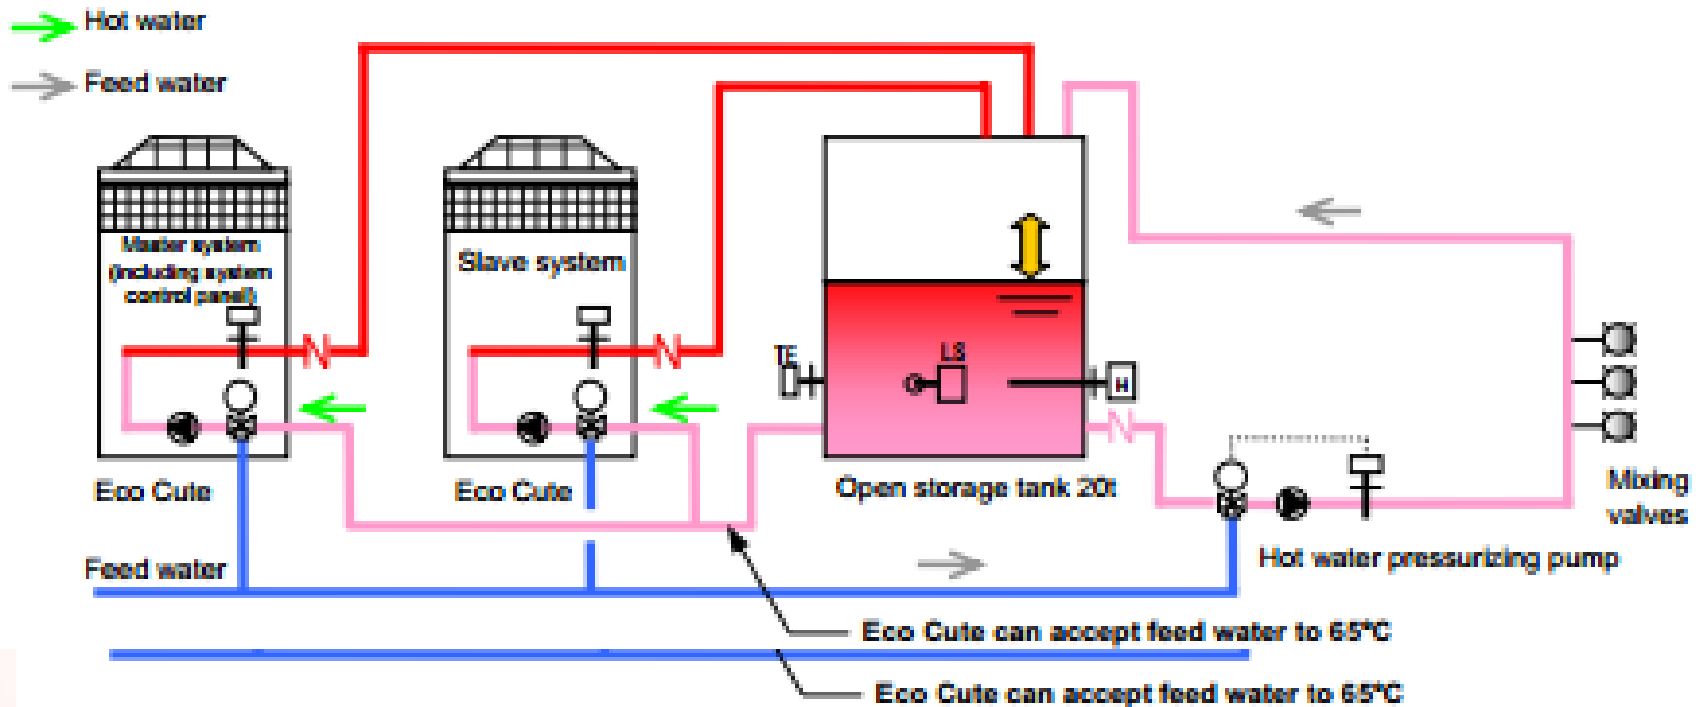 Hot water
Feed water
Master system
(including system
control panel)
Slave system
TE
LS
H
Eco Cute
Eco Cute
Open storage tank 20t
Mixing
valves
Hot water pressurizing pump
Feed water
Eco Cute can accept feed water to 65°C
Eco Cute can accept feed water to 65°C